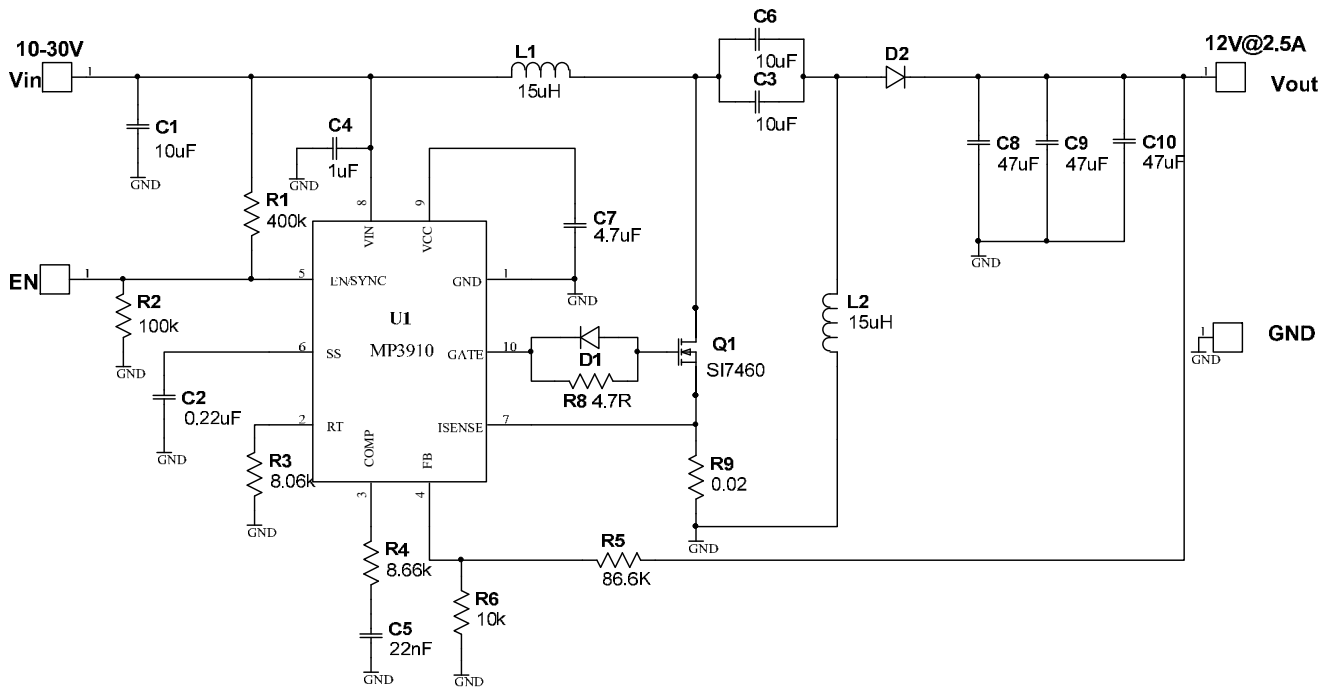 C6
10uF
10-30V
Vin
1
L1
15uH
C3
10uF
D2
12V@2.5A
1
Vout
C1
10uF
GND
C4
1uF
GND
C8
47uF
C9
47uF
C10
47uF
GND
R1
400k
8
9
VIN
VCC
C7
4.7uF
EN
1
5
EN/SYNC
GND
1
GND
R2
100k
GND
U1
MP3910
L2
15uH
6
SS
GATE
10
D1
R8 4.7R
Q1
SI7460
1
GND
GND
C2
0.22uF
GND
2
RT
ISENSE
7
COMP
FB
R3
8.06k
GND
3
4
R9
0.02
GND
R4
8.66k
R5
86.6K
R6
10k
C5
22nF
GND
GND